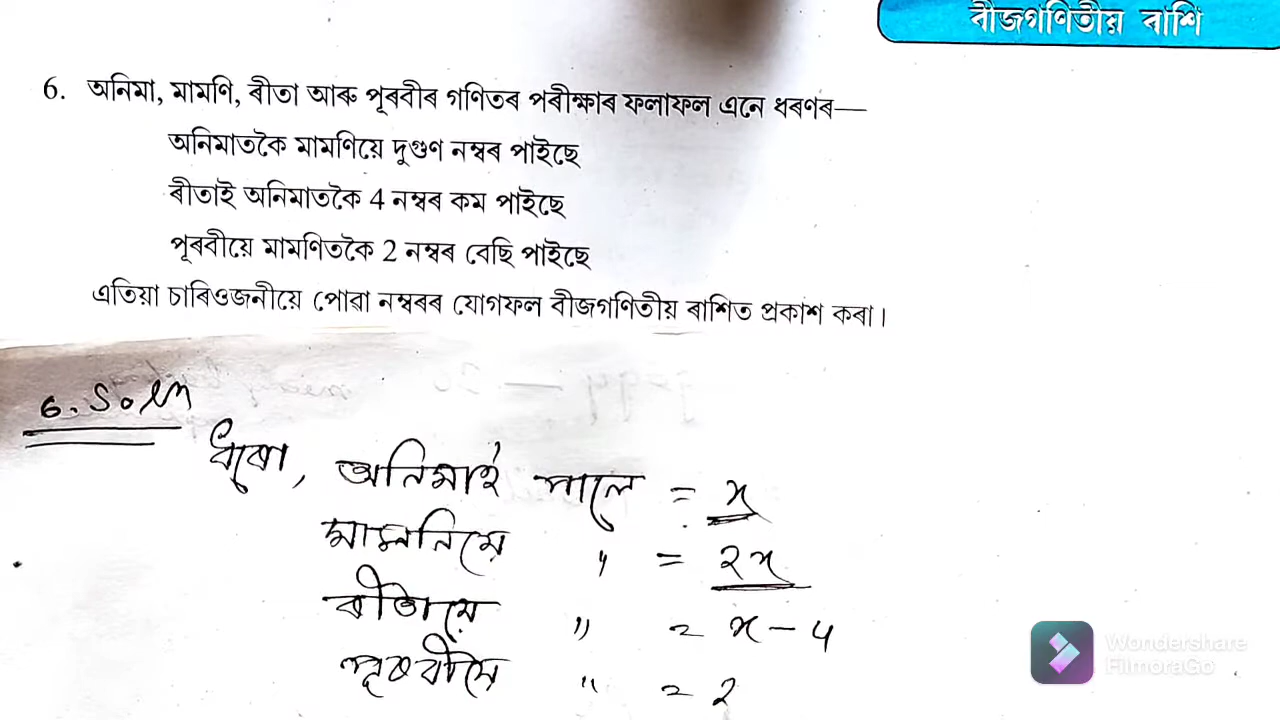 বীজগণিতীয় ৰাশি
6. অনিমা, মামণি, ৰীতা আৰু পূৰবীৰ গণিতৰ পৰীক্ষাৰ ফলাফল এনে ধৰণৰ—
অনিমাতকৈ মামণিয়ে দুগুণ নম্বৰ পাইছে
ৰীতাই অনিমাতকৈ 4 নম্বৰ কম পাইছে
পূৰবীয়ে মামণিতকৈ 2 নম্বৰ বেছি পাইছে
এতিয়া চাৰিওজনীয়ে পোৱা নম্বৰৰ যোগফল বীজগণিতীয় ৰাশিত প্ৰকাশ কৰা।
6. Soln
ধৰো, অনিমাই পালে = x
মামনিয়ে " = 2x
ৰীতায়ে " = x - 4
পূৰবীয়ে " = 2
Wondershare
FilmoraGo